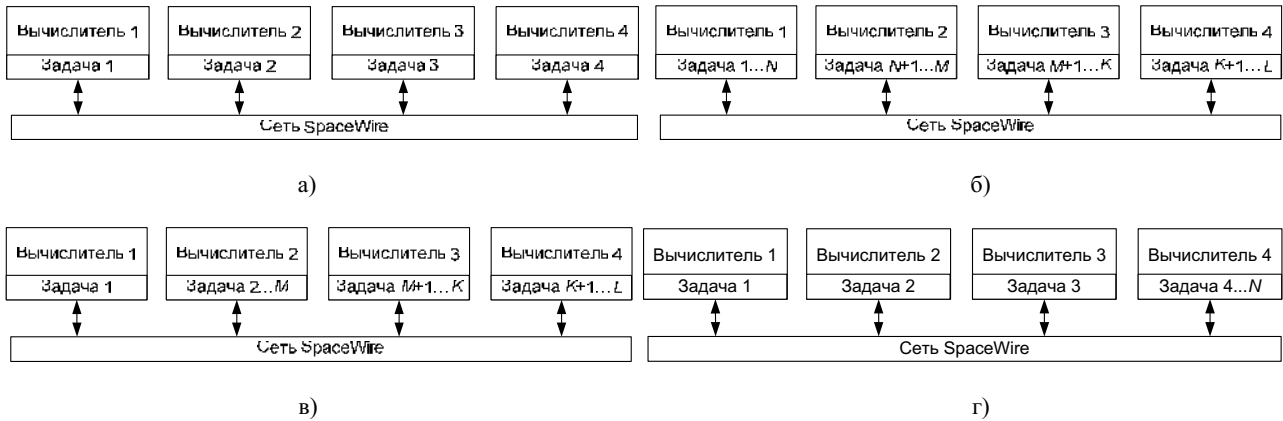 Вычислитель 1 Вычислитель 2 Вычислитель 3 Вычислитель 4
Задача 1 Задача 2 Задача 3 Задача 4
Сеть SpaceWire
а)
Вычислитель 1 Вычислитель 2 Вычислитель 3 Вычислитель 4
Задача 1...N Задача N+1...M Задача M+1...K Задача K+1...L
Сеть SpaceWire
б)
Вычислитель 1 Вычислитель 2 Вычислитель 3 Вычислитель 4
Задача 1 Задача 2...M Задача M+1...K Задача K+1...L
Сеть SpaceWire
в)
Вычислитель 1 Вычислитель 2 Вычислитель 3 Вычислитель 4
Задача 1 Задача 2 Задача 3 Задача 4...N
Сеть SpaceWire
г)